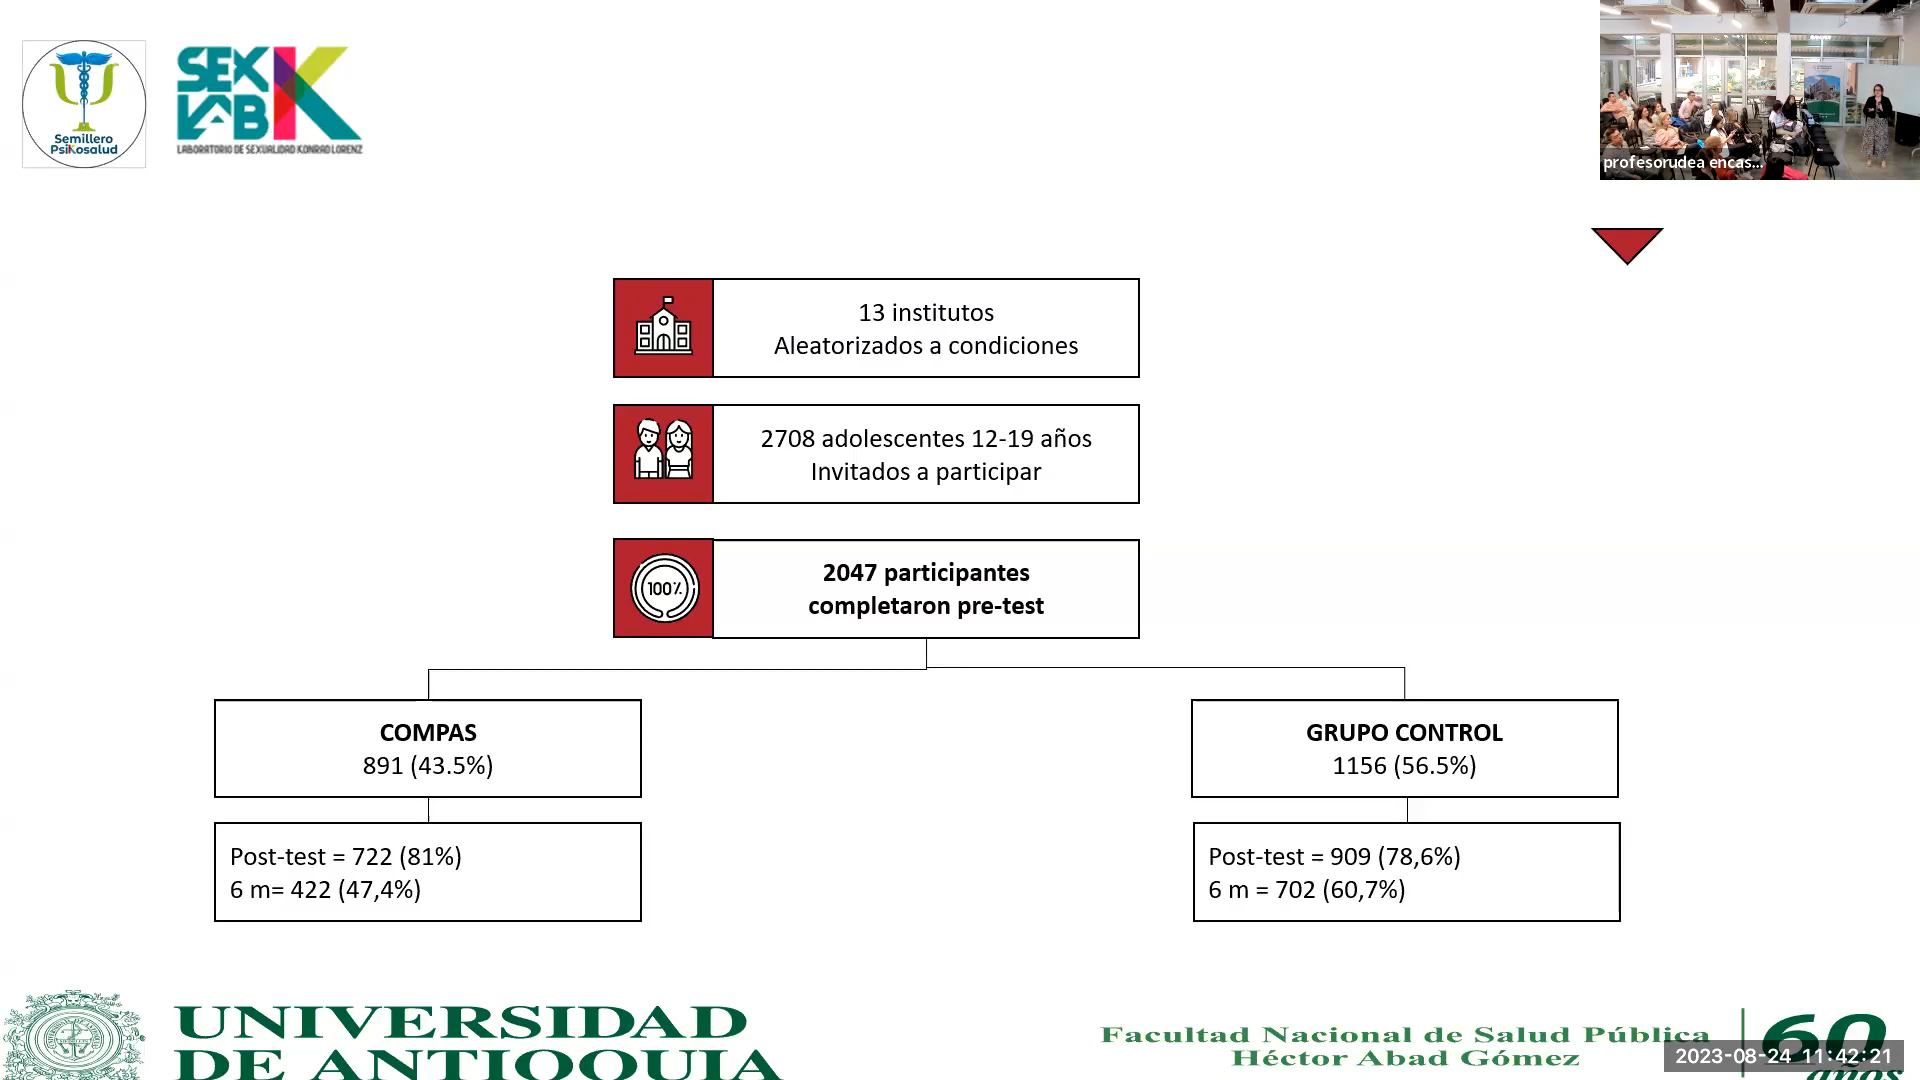 Semillero
PsiKosalud
SEX
LAB K
LABORATORIO DE SEXUALIDAD KONRAD LORENZ
profesorudea encas...
13 institutos
Aleatorizados a condiciones
2708 adolescentes 12-19 años
Invitados a participar
100%
2047 participantes
completaron pre-test
COMPAS
891 (43.5%)
GRUPO CONTROL
1156 (56.5%)
Post-test = 722 (81%)
6 m= 422 (47,4%)
Post-test = 909 (78,6%)
6 m = 702 (60,7%)
UNIVERSIDAD
DE ANTIOQUIA
Facultad Nacional de Salud Pública
Héctor Abad Gómez
60
años
2023-08-24 11:42:21